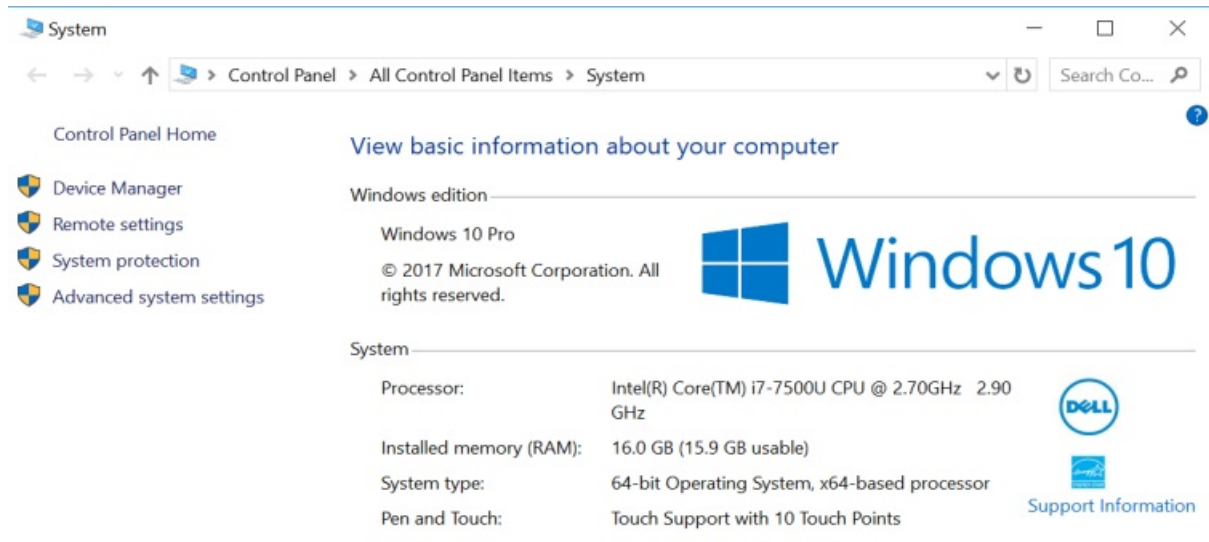 System
Control Panel > All Control Panel Items > System
Search Co...
?
Control Panel Home
View basic information about your computer
Device Manager
Windows edition
Remote settings
Windows 10 Pro
System protection
© 2017 Microsoft Corporation. All
Advanced system settings
rights reserved.
Windows 10
System
Processor:
Intel(R) Core(TM) i7-7500U CPU @ 2.70GHz 2.90
GHz
DELL
Installed memory (RAM):
16.0 GB (15.9 GB usable)
System type:
64-bit Operating System, x64-based processor
Support Information
Pen and Touch:
Touch Support with 10 Touch Points